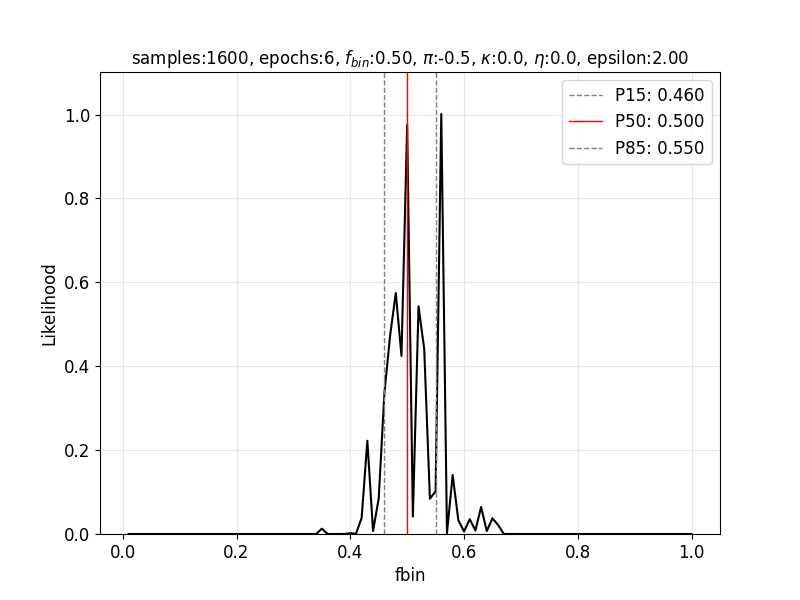 samples:1600, epochs:6, f_bin:0.50, π:-0.5, κ:0.0, η:0.0, epsilon:2.00
P15: 0.460
P50: 0.500
P85: 0.550
Likelihood
1.0
0.8
0.6
0.4
0.2
0.0
0.0 0.2 0.4 0.6 0.8 1.0
fbin